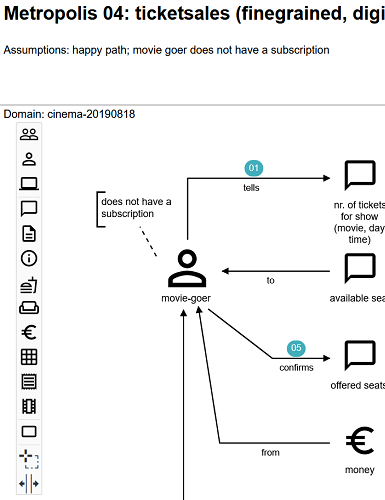 Metropolis 04: ticketsales (finegrained, digi
Assumptions: happy path; movie goer does not have a subscription
Domain: cinema-20190818
01
tells
nr. of tickets
for show
(movie, day
time)
does not have a
subscription
movie-goer
to
available sea
05
confirms
offered seats
from
money